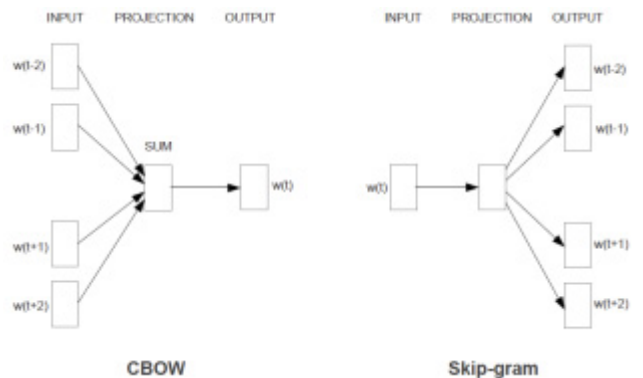 INPUT PROJECTION OUTPUT
w(t-2)
w(t-1)
SUM
w(t)
w(t+1)
w(t+2)
CBOW
INPUT PROJECTION OUTPUT
w(t-2)
w(t-1)
w(t)
w(t+1)
w(t+2)
Skip-gram